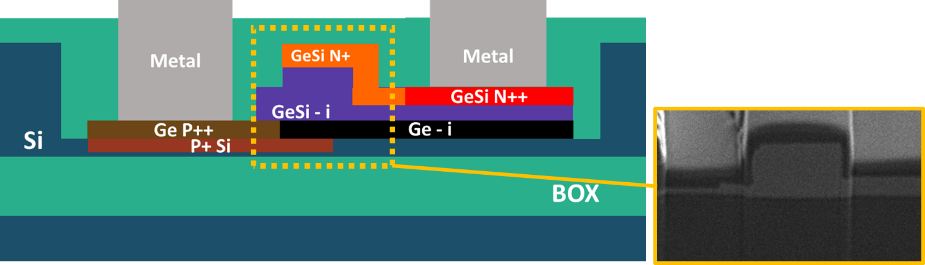 Metal
Metal
GeSi N+
GeSi N++
GeSi - i
Ge P++
Ge - i
Si
P+ Si
BOX